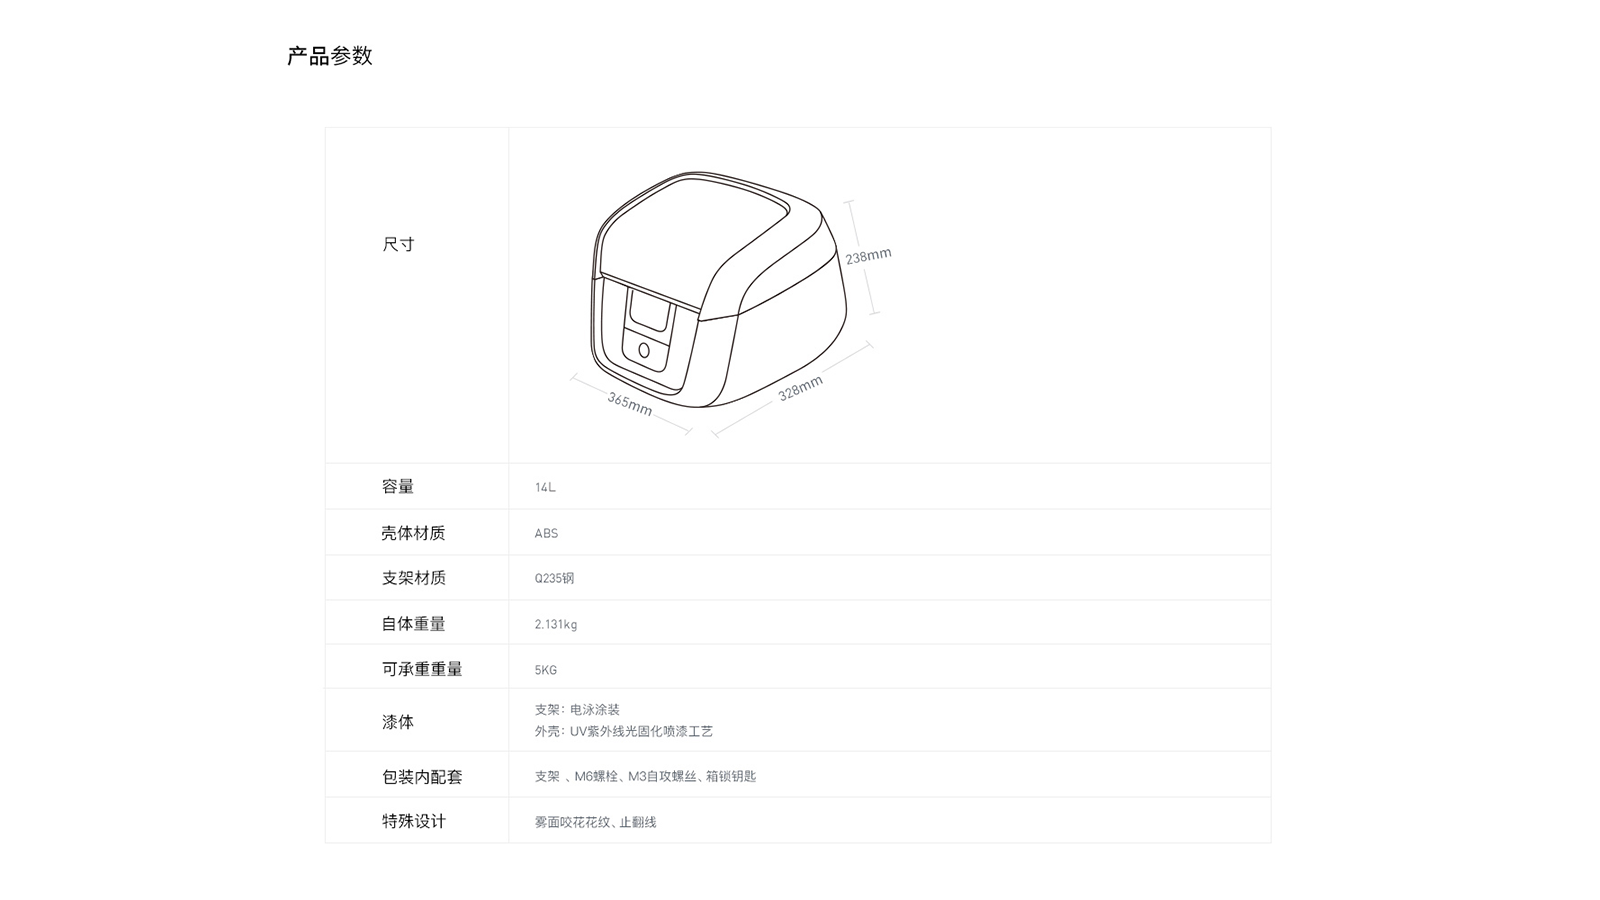 产品参数
尺寸
238mm
328mm
365mm
容量
14L
壳体材质
ABS
支架材质
Q235钢
自体重量
2.131kg
可承重重量
5KG
漆体
支架：电泳涂装
外壳：UV紫外线光固化喷漆工艺
包装内配套
支架 、M6螺栓、M3自攻螺丝、箱锁钥匙
特殊设计
雾面咬花花纹、止翻线